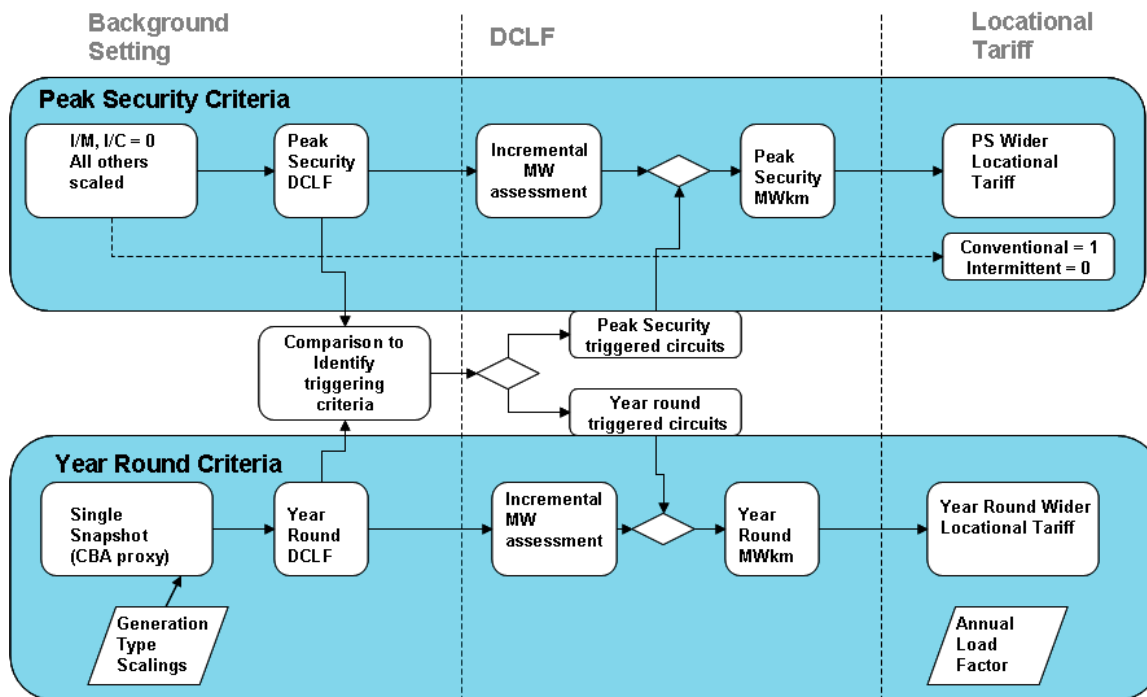 Background
Setting
DCLF
Locational
Tariff
Peak Security Criteria
I/M, I/C = 0
All others
scaled
Peak
Security
DCLF
Incremental
MW
assessment
Peak
Security
MWkm
PS Wider
Locational
Tariff
Conventional = 1
Intermittent = 0
Comparison to
Identify
triggering
criteria
Peak Security
triggered circuits
Year round
triggered circuits
Year Round Criteria
Single
Snapshot
(CBA proxy)
Year
Round
DCLF
Incremental
MW
assessment
Year
Round
MWkm
Year Round Wider
Locational Tariff
Generation
Type
Scalings
Annual
Load
Factor